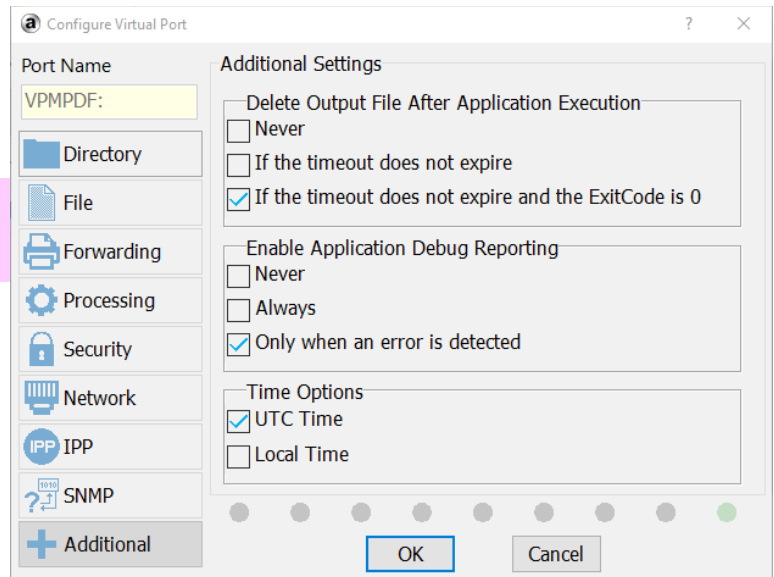 a Configure Virtual Port ?
Port Name
VPMPDF:
Directory
File
Forwarding
Processing
Security
Network
IPP IPP
1010
? SNMP
Additional
Additional Settings
Delete Output File After Application Execution
Never
If the timeout does not expire
If the timeout does not expire and the ExitCode is 0
Enable Application Debug Reporting
Never
Always
Only when an error is detected
Time Options
UTC Time
Local Time
OK Cancel